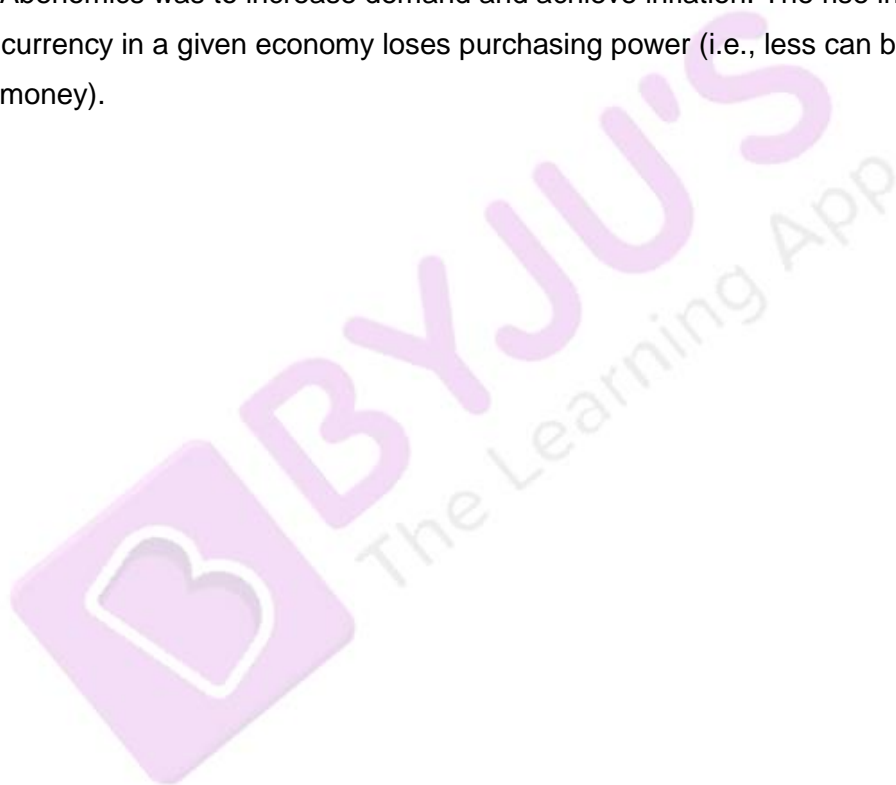 Abenomics was to increase demand and achieve inflation. The rise in
currency in a given economy loses purchasing power (i.e., less can b
money).
B BYJU'S
The Learning App